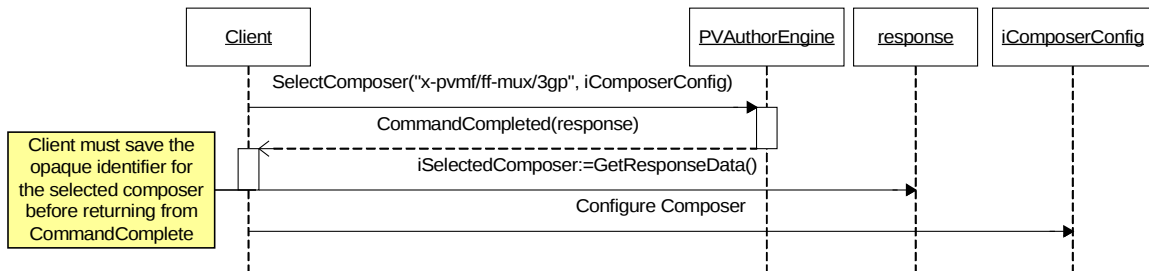 Client
PVAuthorEngine
response
iComposerConfig
SelectComposer("x-pvmf/ff-mux/3gp", iComposerConfig)
CommandCompleted(response)
Client must save the
opaque identifier for
the selected composer
before returning from
CommandComplete
iSelectedComposer:=GetResponseData()
Configure Composer